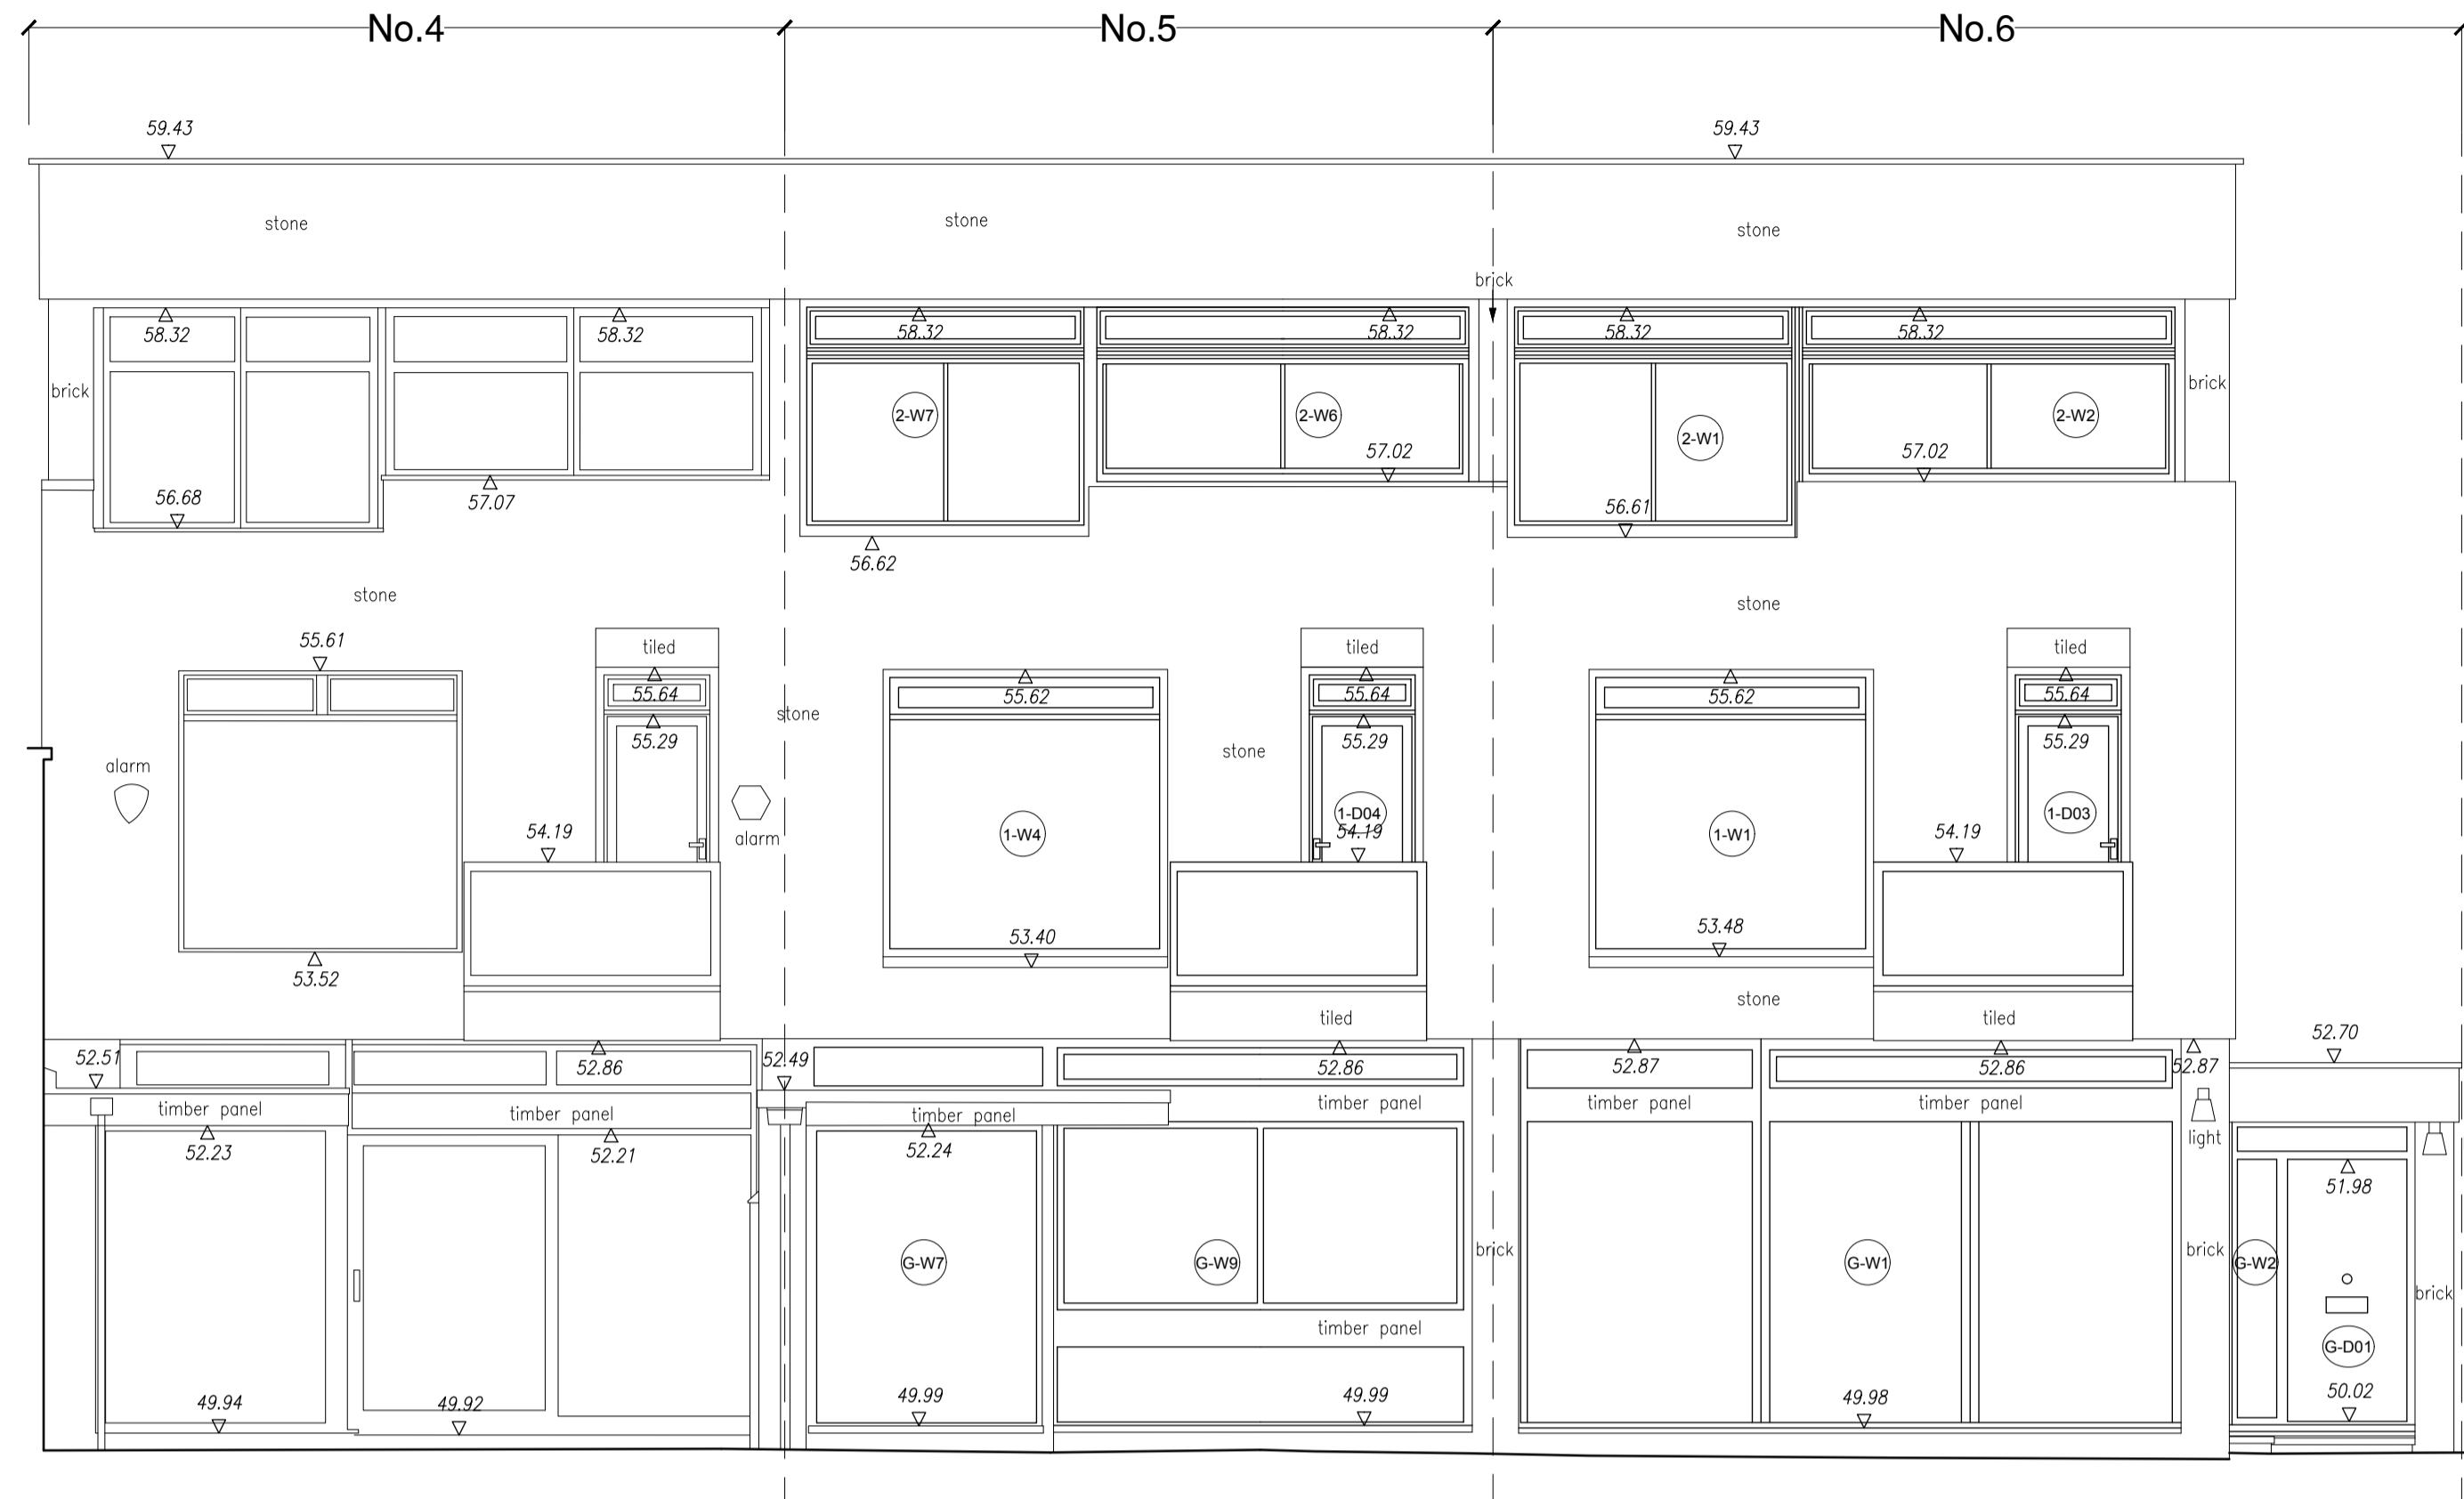 No.4 No.5 No.6
59.43 59.43
stone stone stone
brick
58.32 58.32 58.32 58.32 58.32 58.32
brick brick
2-W7 2-W6 2-W1 2-W2
57.02 57.02
56.68 57.07 56.61
56.62
stone stone
55.61 tiled tiled tiled
55.64 55.62 55.64 55.62 55.64
stone
55.29 55.29 55.29
stone
alarm
1-D04 1-D03
54.19 1-W4 54.19 1-W1 54.19
alarm
53.40 53.48
53.52
stone
tiled tiled
52.51 52.86 52.49 52.86 52.87 52.86 52.87 52.70
timber panel timber panel timber panel timber panel timber panel timber panel
light
52.23 52.21 52.24
51.98
brick brick
G-W7 G-W9 G-W1 G-W2
brick
timber panel
G-D01
49.94 49.92 49.99 49.99 49.98 50.02